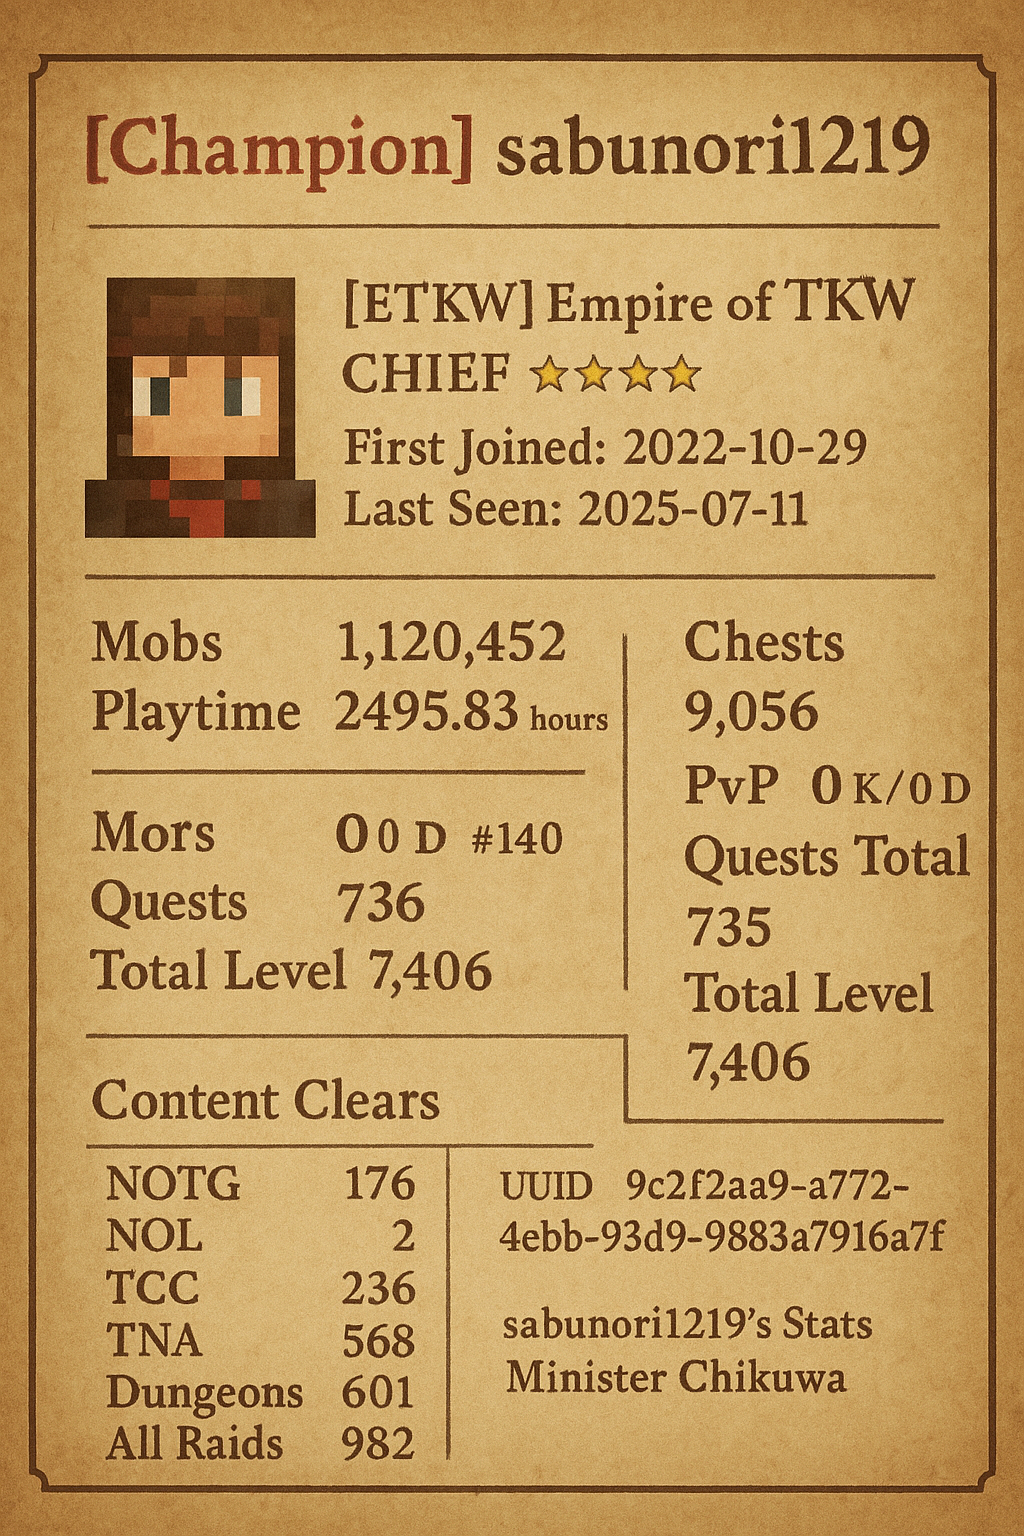 [Champion] sabunori1219
[ETKW] Empire of TKW
CHIEF ★★★★
First Joined: 2022-10-29
Last Seen: 2025-07-11
Mobs 1,120,452
Playtime 2495.83 hours
Mors 0 0 D #140
Quests 736
Total Level 7,406
Chests
9,056
PvP 0 K/0 D
Quests Total
735
Total Level
7,406
Content Clears
NOTG 176
NOL 2
TCC 236
TNA 568
Dungeons 601
All Raids 982
UUID 9c2f2aa9-a772-
4ebb-93d9-9883a7916a7f
sabunori1219's Stats
Minister Chikuwa